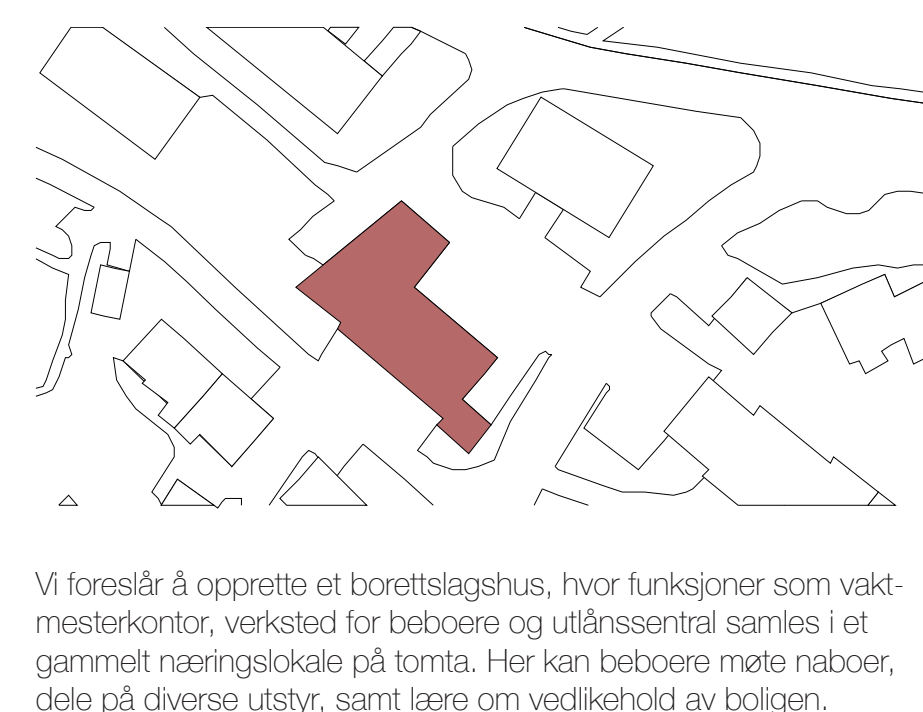 Vi foreslår å opprette et borettslagshus, hvor funksjoner som vakt-
mesterkontor, verksted for beboere og utlånssentral samles i et
gammelt næringslokale på tomta. Her kan beboere møte naboer,
dele på diverse utstyr, samt lære om vedlikehold av boligen.